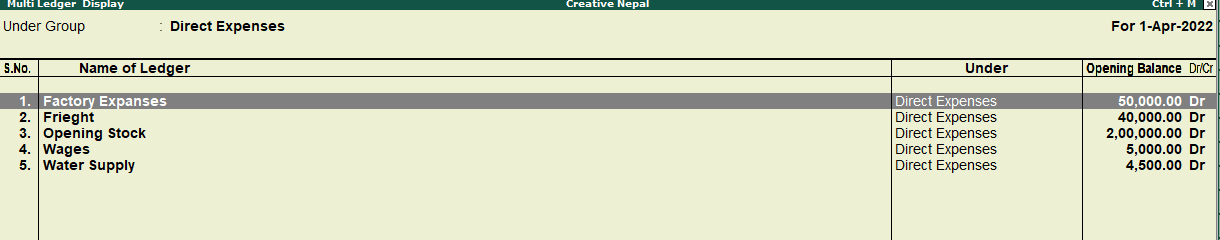 Multi Ledger Display Creative Nepal Ctrl + M
Under Group : Direct Expenses For 1-Apr-2022
S.No. Name of Ledger Under Opening Balance Dr/Cr
1. Factory Expanses Direct Expenses 50,000.00 Dr
2. Frieght Direct Expenses 40,000.00 Dr
3. Opening Stock Direct Expenses 2,00,000.00 Dr
4. Wages Direct Expenses 5,000.00 Dr
5. Water Supply Direct Expenses 4,500.00 Dr